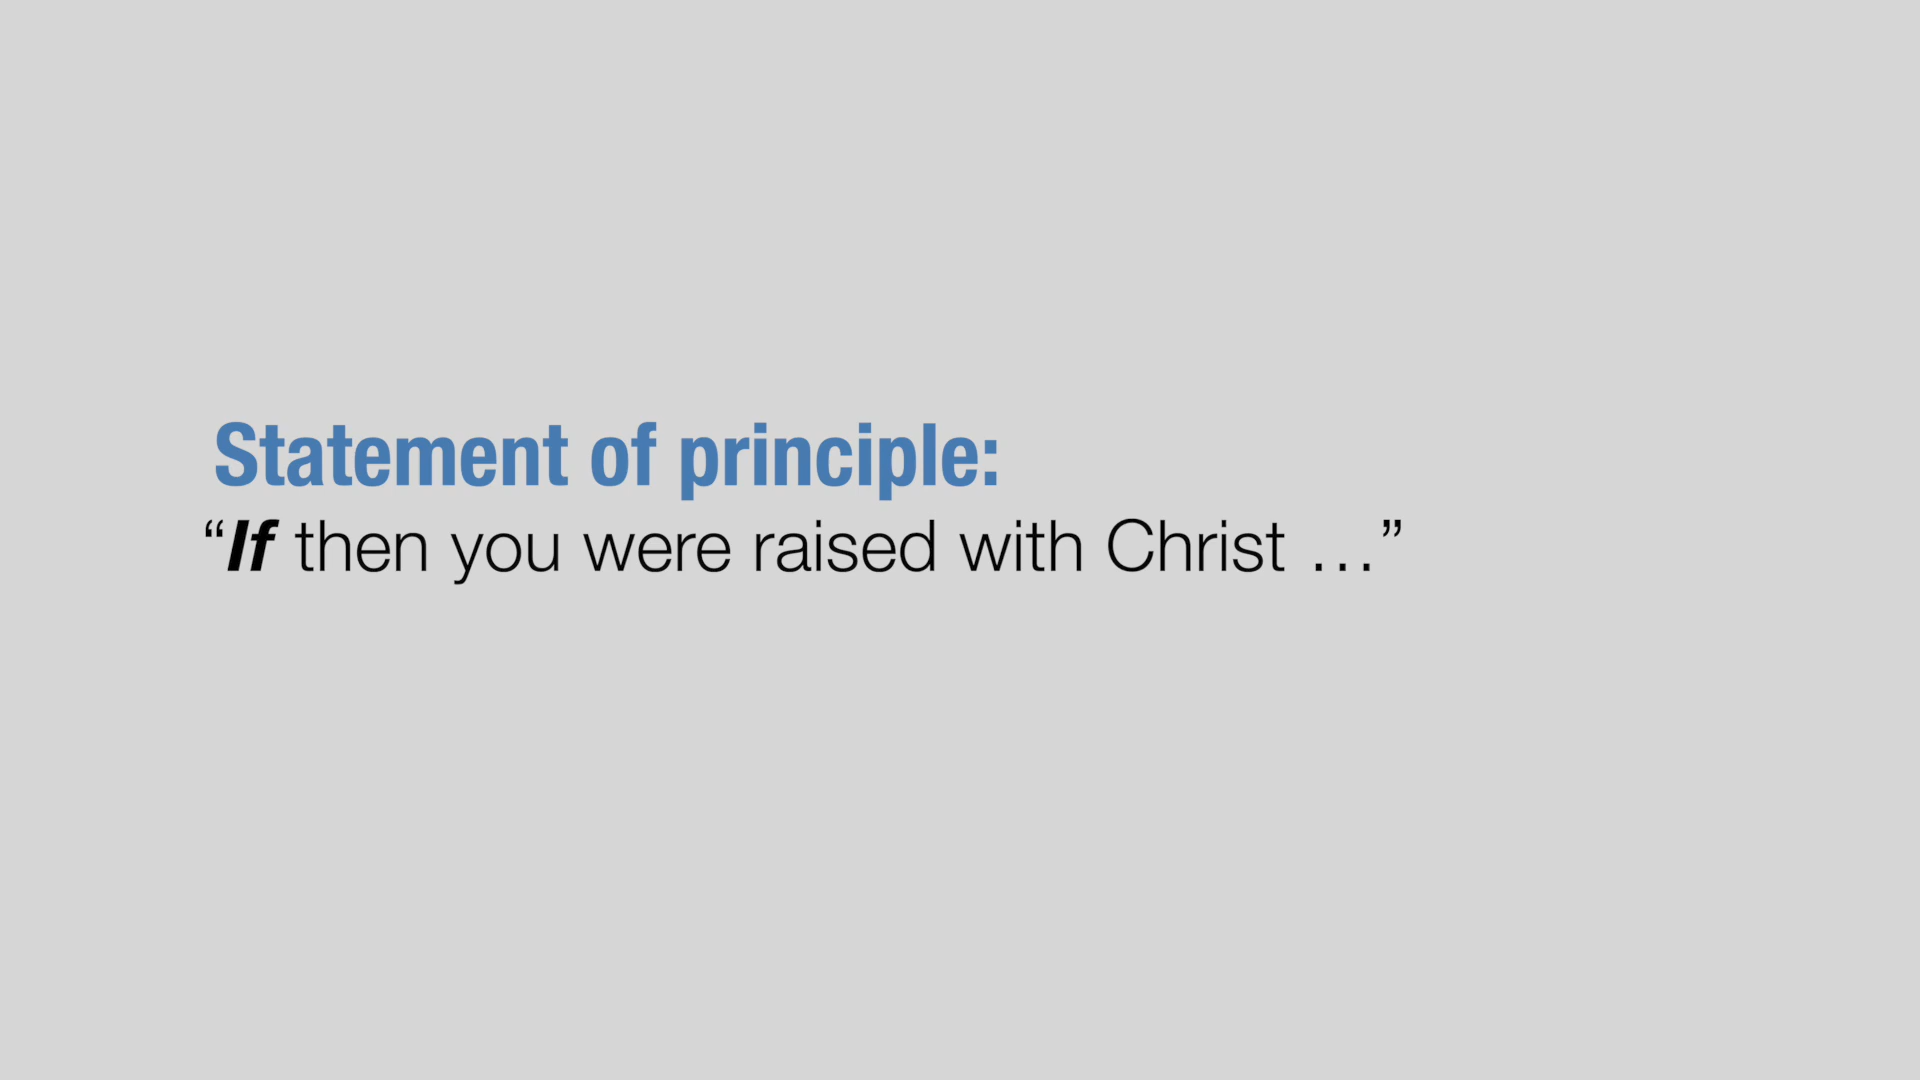 Statement of principle:
“If then you were raised with Christ …”